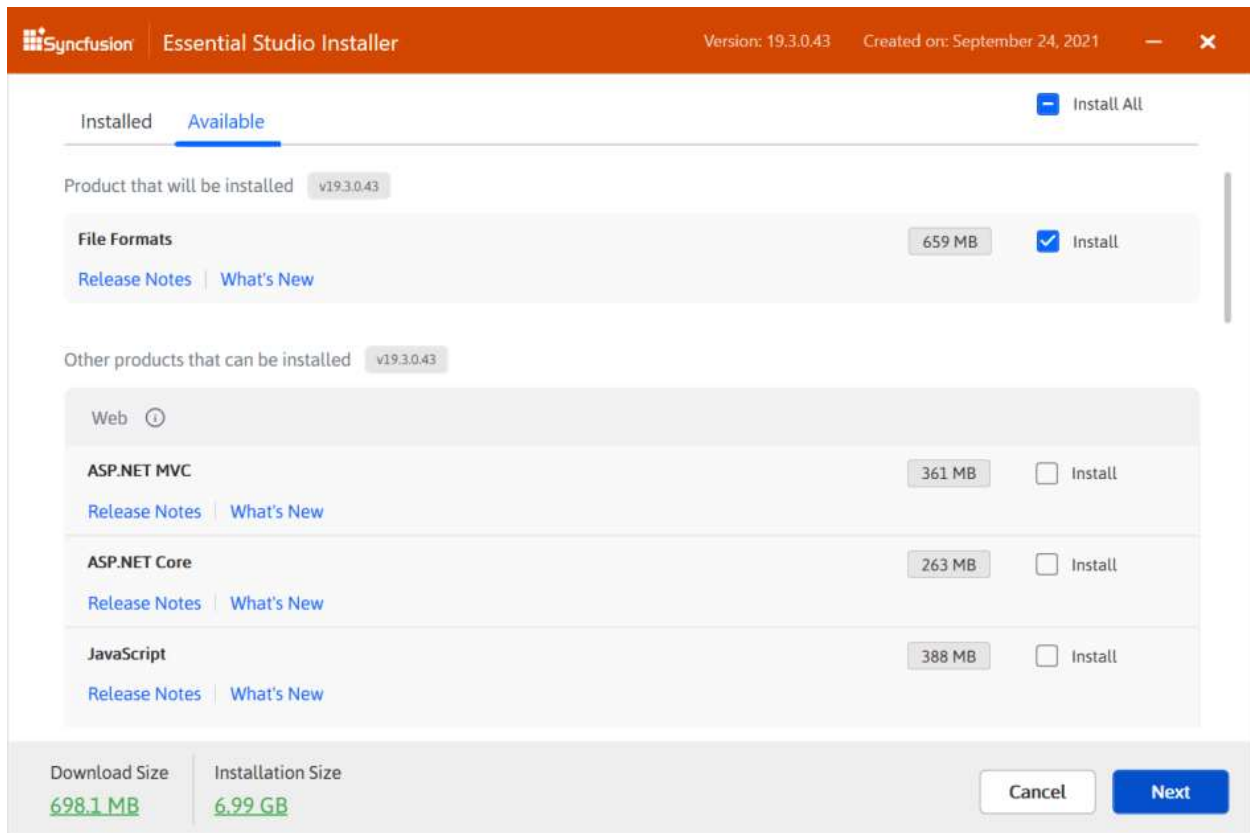 Syncfusion Essential Studio Installer Version: 19.3.0.43 Created on: September 24, 2021
Installed Available Install All
Product that will be installed v19.3.0.43
File Formats 659 MB Install
Release Notes What's New
Other products that can be installed v19.3.0.43
Web
ASP.NET MVC 361 MB Install
Release Notes What's New
ASP.NET Core 263 MB Install
Release Notes What's New
JavaScript 388 MB Install
Release Notes What's New
Download Size Installation Size
698.1 MB 6.99 GB
Cancel Next